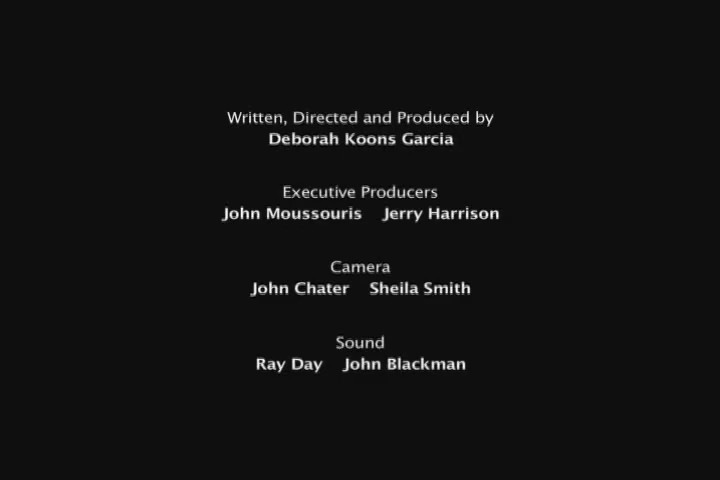 Written, Directed and Produced by
Deborah Koons Garcia
Executive Producers
John Moussouris Jerry Harrison
Camera
John Chater Sheila Smith
Sound
Ray Day John Blackman